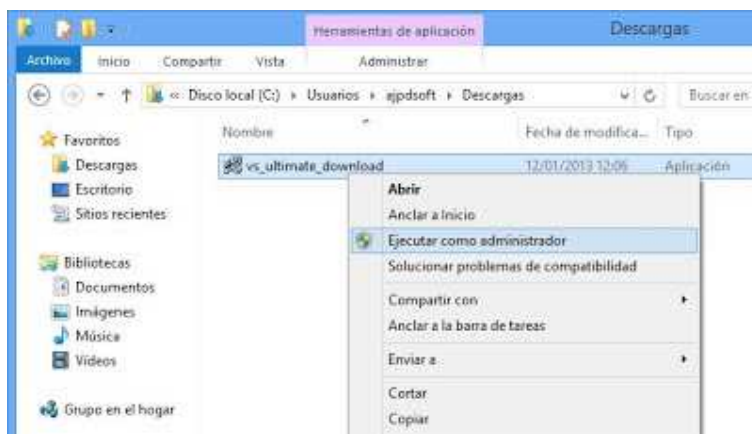 Herramientas de aplicación
Descargas
Archivo Inicio Compartir Vista Administrar
« Disco local (C:) Usuarios ajpdsoft Descargas Buscar en
Favoritos
Descargas
Escritorio
Sitios recientes
Bibliotecas
Documentos
Imágenes
Música
Vídeos
Grupo en el hogar
Nombre Fecha de modifica... Tipo
vs_ultimate_download 12/01/2013 12:06 Aplicación
Abrir
Anclar a Inicio
Ejecutar como administrador
Solucionar problemas de compatibilidad
Compartir con
Anclar a la barra de tareas
Enviar a
Cortar
Copiar